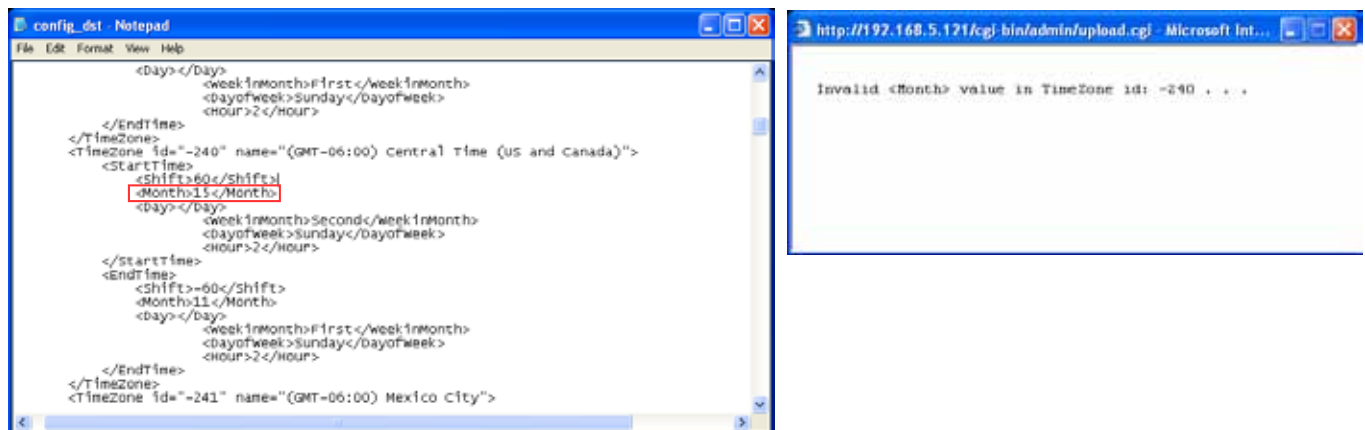 config_dst - Notepad
File Edit Format View Help
<Day></Day>
<WeekinMonth>First</WeekinMonth>
<DayofWeek>Sunday</DayofWeek>
<Hour>2</Hour>
</EndTime>
</TimeZone>
<TimeZone id="-240" name="(GMT-06:00) Central Time (US and Canada)">
<StartTime>
<Shift>60</Shift>
<Month>15</Month>
<Day></Day>
<WeekinMonth>Second</WeekinMonth>
<DayofWeek>Sunday</DayofWeek>
<Hour>2</Hour>
</StartTime>
<EndTime>
<Shift>-60</Shift>
<Month>11</Month>
<Day></Day>
<WeekinMonth>First</WeekinMonth>
<DayofWeek>Sunday</DayofWeek>
<Hour>2</Hour>
</EndTime>
</TimeZone>
<TimeZone id="-241" name="(GMT-06:00) Mexico City">
http://192.168.5.121/cgi-bin/admin/upload.cgi - Microsoft Int...
Invalid <Month> value in TimeZone id: -240 . . .